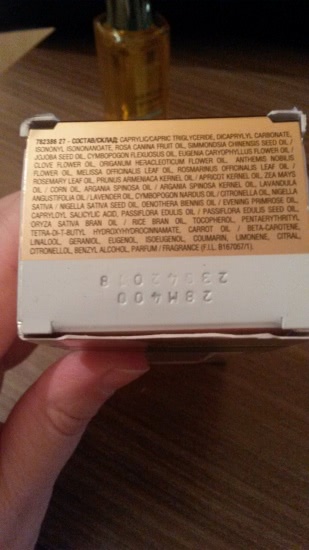 782386 27 - СОСТАВ/СКЛАД: CAPRYLIC/CAPRIC TRIGLYCERIDE, DICAPRYLYL CARBONATE,
ISONONYL ISONONANOATE, ROSA CANINA FRUIT OIL, SIMMONDSIA CHINENSIS SEED OIL /
JOJOBA SEED OIL, CYMBOPOGON FLEXUOSUS OIL, EUGENIA CARYOPHYLLUS FLOWER OIL /
CLOVE FLOWER OIL, ORIGANUM HERACLEOTICUM FLOWER OIL, ANTHEMIS NOBILIS
FLOWER OIL, MELISSA OFFICINALIS LEAF OIL, ROSMARINUS OFFICINALIS LEAF OIL /
ROSEMARY LEAF OIL, PRUNUS ARMENIACA KERNEL OIL / APRICOT KERNEL OIL, ZEA MAYS
OIL / CORN OIL, ARGANIA SPINOSA OIL / ARGANIA SPINOSA KERNEL OIL, LAVANDULA
ANGUSTIFOLIA OIL / LAVENDER OIL, CYMBOPOGON NARDUS OIL / CITRONELLA OIL, NIGELLA
SATIVA / NIGELLA SATIVA SEED OIL, OENOTHERA BIENNIS OIL / EVENING PRIMROSE OIL,
CAPRYLOYL SALICYLIC ACID, PASSIFLORA EDULIS OIL / PASSIFLORA EDULIS SEED OIL,
ORYZA SATIVA BRAN OIL / RICE BRAN OIL, TOCOPHEROL, PENTAERYTHRITYL
TETRA-DI-T-BUTYL HYDROXYHYDROCINNAMATE, CARROT OIL / BETA-CAROTENE,
LINALOOL, GERANIOL, EUGENOL, ISOEUGENOL, COUMARIN, LIMONENE, CITRAL,
CITRONELLOL, BENZYL ALCOHOL, PARFUM / FRAGRANCE (F.I.L. B167067/1).
23342018
28M400